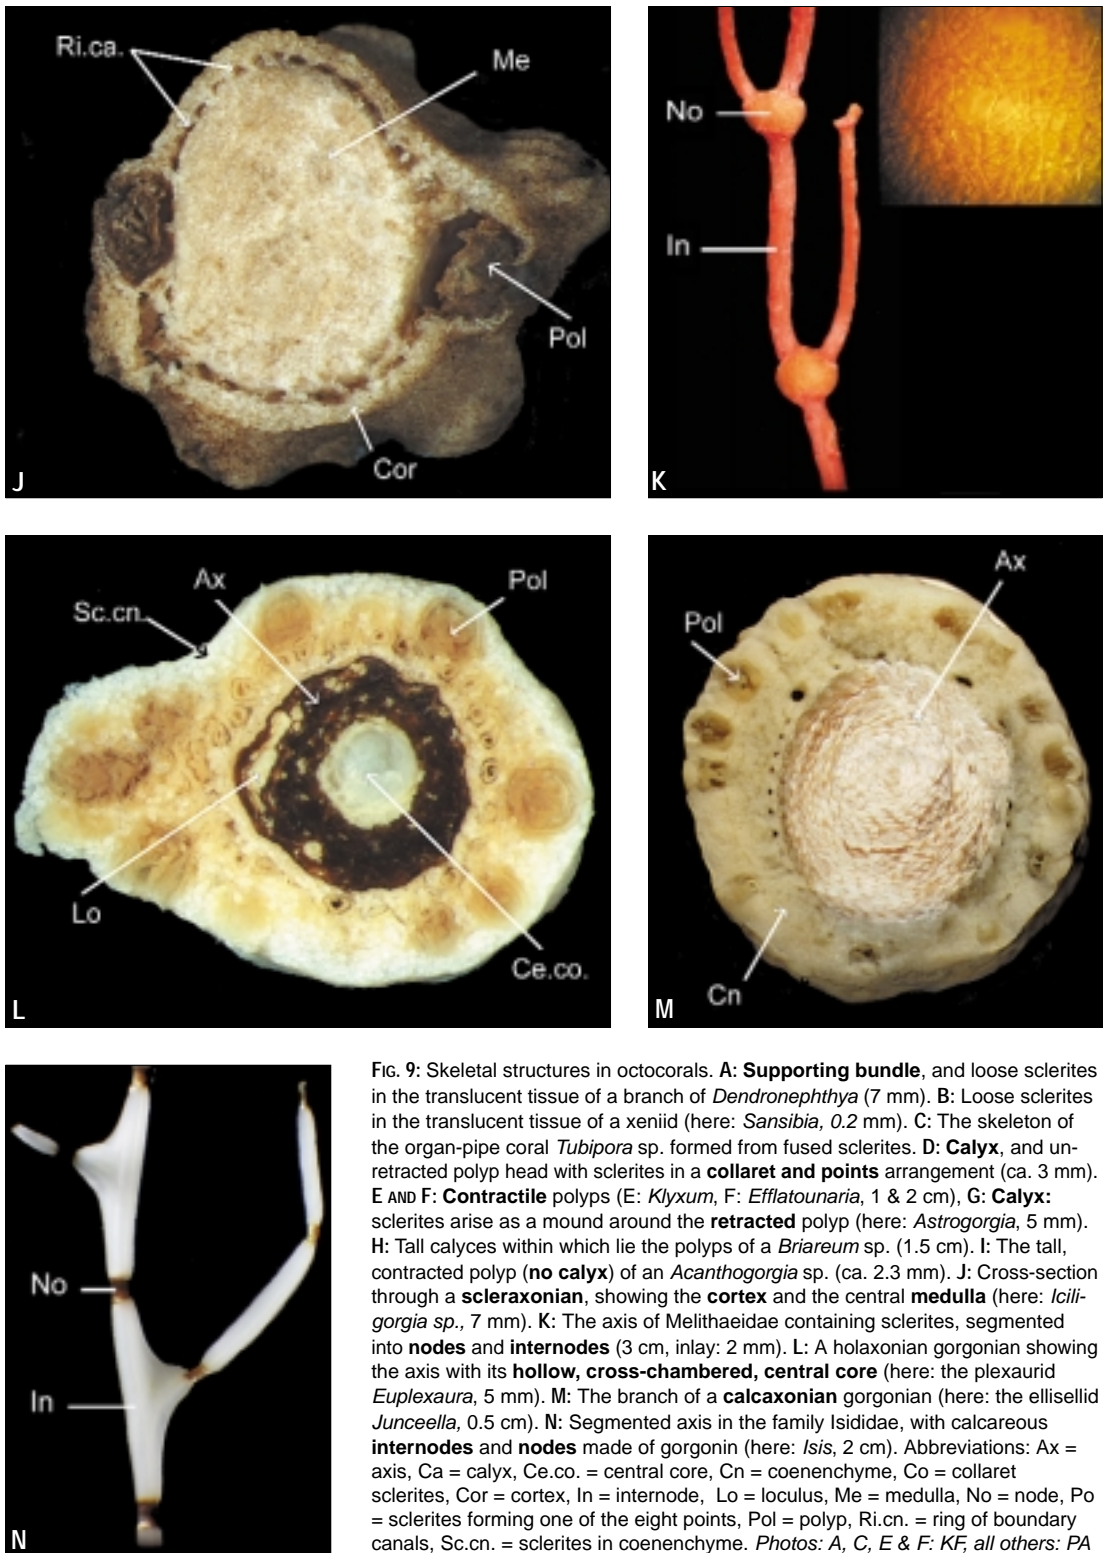 Ri.ca.
Me
Pol
Cor
J
No
In
K
Ax
Pol
Sc.cn.
Lo
Ce.co.
L
Ax
Pol
Cn
M
No
In
N
FIG. 9: Skeletal structures in octocorals. A: Supporting bundle, and loose sclerites
in the translucent tissue of a branch of Dendronephthya (7 mm). B: Loose sclerites
in the translucent tissue of a xeniid (here: Sansibia, 0.2 mm). C: The skeleton of
the organ-pipe coral Tubipora sp. formed from fused sclerites. D: Calyx, and un-
retracted polyp head with sclerites in a collaret and points arrangement (ca. 3 mm).
E AND F: Contractile polyps (E: Klyxum, F: Efflatounaria, 1 & 2 cm), G: Calyx:
sclerites arise as a mound around the retracted polyp (here: Astrogorgia, 5 mm).
H: Tall calyces within which lie the polyps of a Briareum sp. (1.5 cm). I: The tall,
contracted polyp (no calyx) of an Acanthogorgia sp. (ca. 2.3 mm). J: Cross-section
through a scleraxonian, showing the cortex and the central medulla (here: Icili-
gorgia sp., 7 mm). K: The axis of Melithaeidae containing sclerites, segmented
into nodes and internodes (3 cm, inlay: 2 mm). L: A holaxonian gorgonian showing
the axis with its hollow, cross-chambered, central core (here: the plexaurid
Euplexaura, 5 mm). M: The branch of a calcaxonian gorgonian (here: the ellisellid
Junceella, 0.5 cm). N: Segmented axis in the family Isididae, with calcareous
internodes and nodes made of gorgonin (here: Isis, 2 cm). Abbreviations: Ax =
axis, Ca = calyx, Ce.co. = central core, Cn = coenenchyme, Co = collaret
sclerites, Cor = cortex, In = internode, Lo = loculus, Me = medulla, No = node, Po
= sclerites forming one of the eight points, Pol = polyp, Ri.cn. = ring of boundary
canals, Sc.cn. = sclerites in coenenchyme. Photos: A, C, E & F: KF, all others: PA